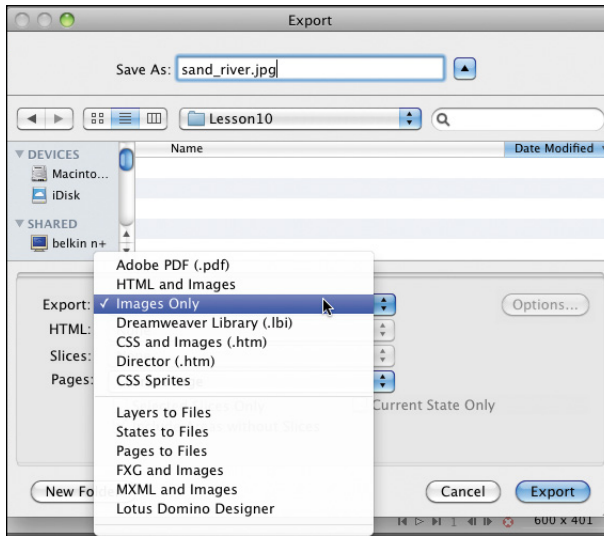 Export
Save As: sand_river.jpg
Lesson10
Name Date Modified
DEVICES
Macinto...
iDisk
SHARED
belkin n+
Adobe PDF (.pdf)
HTML and Images
Export: ✓ Images Only Options...
HTML: Dreamweaver Library (.lbi)
CSS and Images (.htm)
Slices: Director (.htm)
Pages: CSS Sprites
Current State Only
Layers to Files
States to Files
Pages to Files
FXG and Images
New Fo MXML and Images Cancel Export
Lotus Domino Designer
1 600 x 401